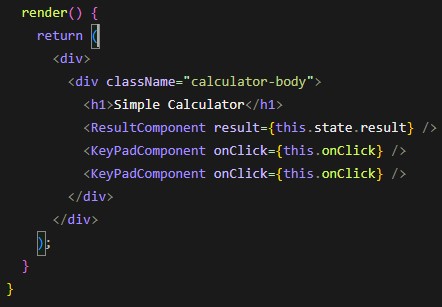 render() {
return (
<div>
<div className="calculator-body">
<h1>Simple Calculator</h1>
<ResultComponent result={this.state.result} />
<KeyPadComponent onClick={this.onClick} />
<KeyPadComponent onClick={this.onClick} />
</div>
</div>
);
}
}